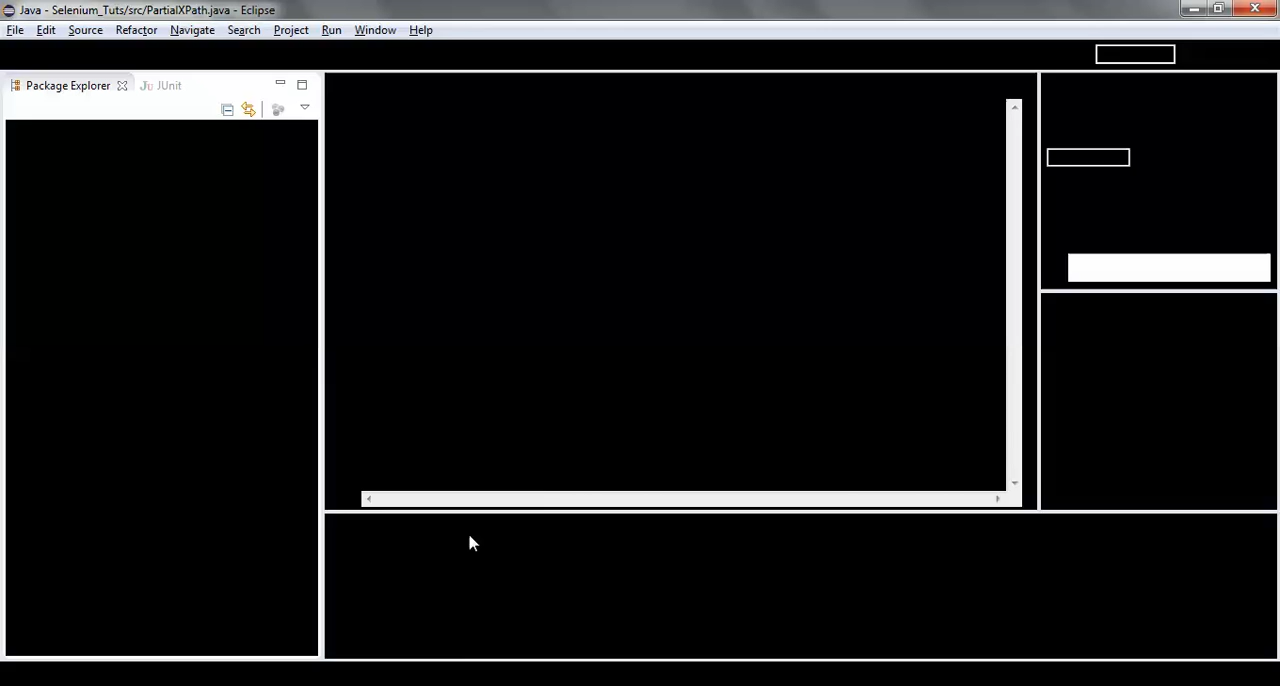 Java - Selenium_Tuts/src/PartialXPath.java - Eclipse
File Edit Source Refactor Navigate Search Project Run Window Help
Package Explorer JUnit